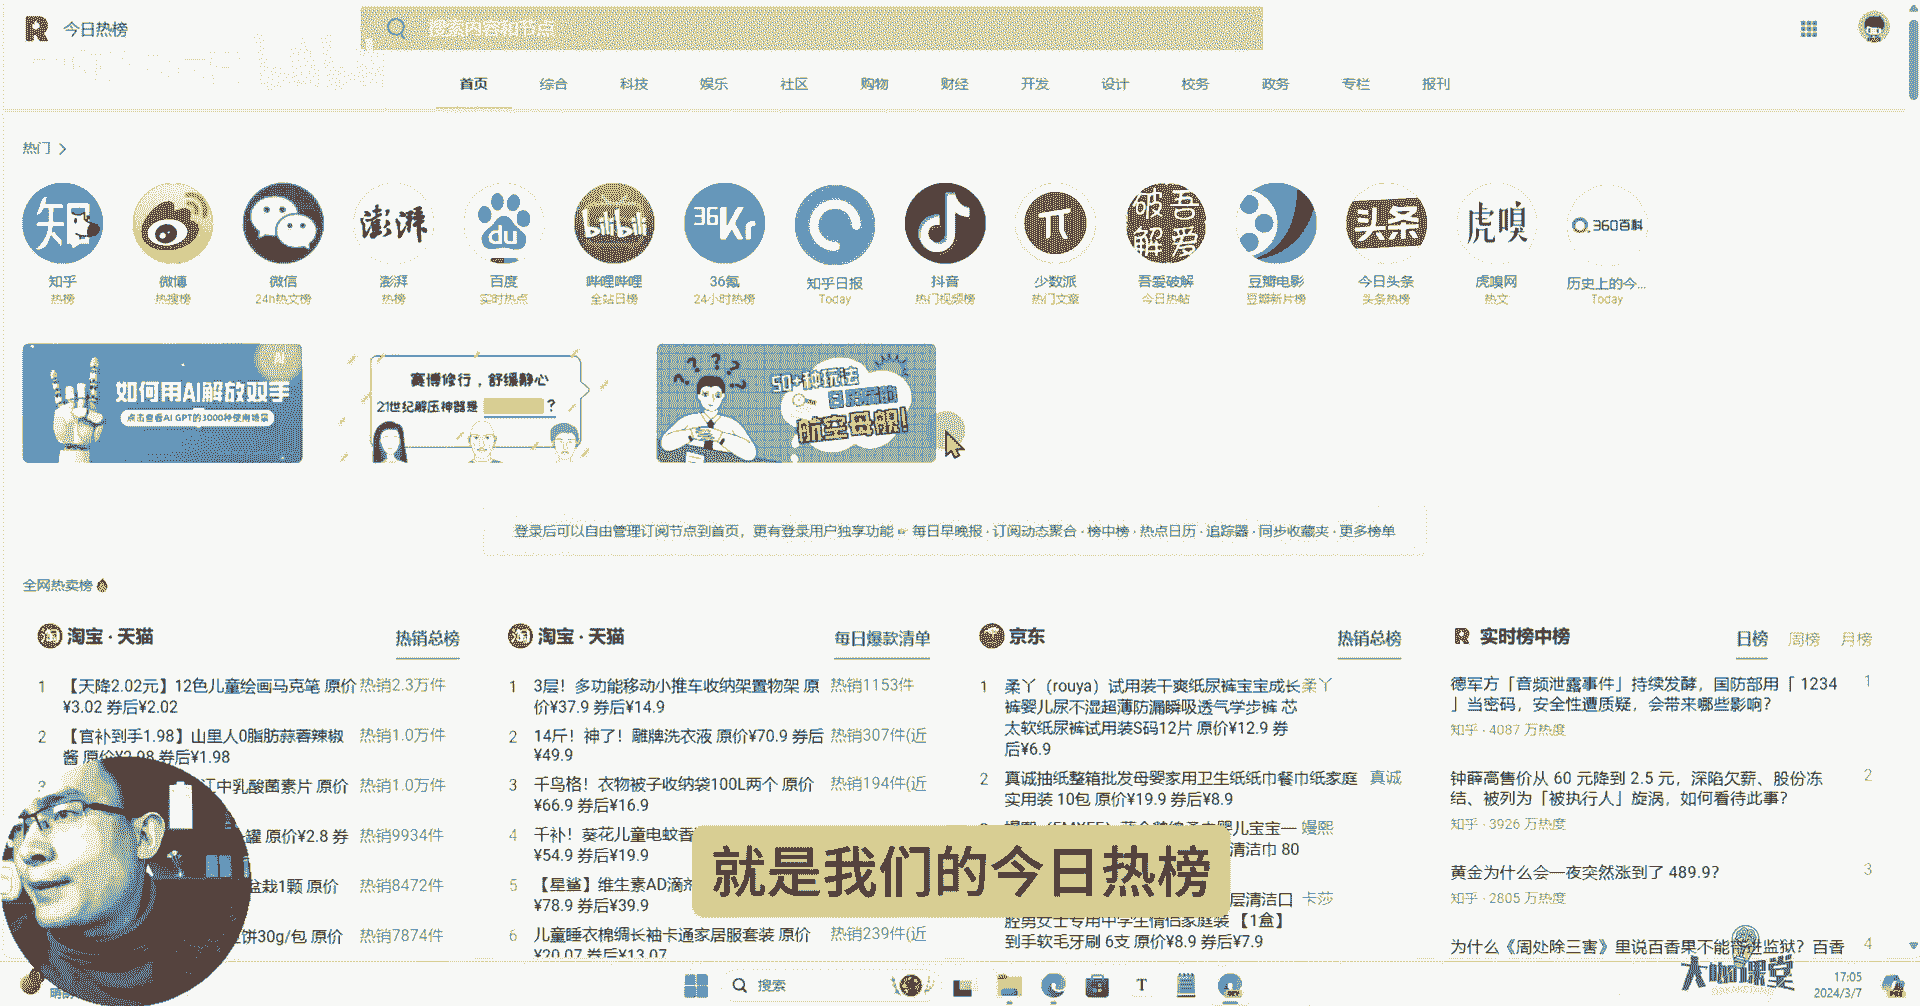 今日热榜
搜索内容和节点
首页 综合 科技 娱乐 社区 购物 财经 开发 设计 校务 政务 专栏 报刊
热门
知 36Kr 澎湃 du bilibili π 吾爱破解 头条 虎嗅 360百科
知乎 微博 微信 澎湃 百度 哔哩哔哩 36氪 知乎日报 抖音 少数派 吾爱破解 豆瓣电影 今日头条 虎嗅网 历史上的今...
热榜 热搜榜 24h热文榜 热榜 实时热点 全站日榜 24小时热榜 Today 热门视频榜 热门文章 今日热帖 豆瓣新片榜 头条热榜 热文 Today
如何用AI解放双手
点击查看AI GPT的3000种使用场景
赛博修行，舒缓静心
21世纪解压神器是 ?
50+种玩法
航空母舰!
登录后可以自由管理订阅节点到首页，更有登录用户独享功能 ☞ 每日早晚报 · 订阅动态聚合 · 榜中榜 · 热点日历 · 追踪器 · 同步收藏夹 · 更多榜单
全网热卖榜
淘宝 · 天猫 热销总榜
1 【天降2.02元】12色儿童绘画马克笔 原价 热销2.3万件
¥3.02 券后¥2.02
2 【官补到手1.98】山里人0脂肪蒜蓉辣椒 热销1.0万件
酱 原价¥3.98 券后¥1.98
3 江中乳酸菌素片 原价 热销1.0万件
罐 原价¥2.8 券 热销9934件
盆栽1颗 原价 热销8472件
饼30g/包 原价 热销7874件
淘宝 · 天猫 每日爆款清单
1 3层！多功能移动小推车收纳架置物架 原 热销1153件
价¥37.9 券后¥14.9
2 14斤！神了！雕牌洗衣液 原价¥70.9 券后 热销307件(近
¥49.9
3 千鸟格！衣物被子收纳袋100L两个 原价 热销194件(近
¥66.9 券后¥16.9
4 千补！葵花儿童电蚊香
¥54.9 券后¥19.9
5 【星鲨】维生素AD滴剂
¥78.9 券后¥39.9
6 儿童睡衣棉绸长袖卡通家居服套装 原价 热销239件(近
¥20.07 券后¥13.07
京东 热销总榜
1 柔丫（rouya）试用装干爽纸尿裤宝宝成长 柔丫
裤婴儿尿不湿超薄防漏瞬吸透气学步裤 芯
太软纸尿裤试用装S码12片 原价¥12.9 券
后¥6.9
2 真诚抽纸整箱批发母婴家用卫生纸纸巾餐巾纸家庭 真诚
实用装 10包 原价¥19.9 券后¥8.9
婴儿宝宝一 嫚熙
清洁巾 80
层清洁口 卡莎
腔男女士专用中学生情侣家庭装 【1盒】
到手软毛牙刷 6支 原价¥8.9 券后¥7.9
实时榜中榜 日榜 周榜 月榜
德军方「音频泄露事件」持续发酵，国防部用「 1234 1
」当密码，安全性遭质疑，会带来哪些影响？
知乎 · 4087 万热度
钟薛高售价从 60 元降到 2.5 元，深陷欠薪、股份冻 2
结、被列为「被执行人」旋涡，如何看待此事？
知乎 · 3926 万热度
黄金为什么会一夜突然涨到了 489.9？ 3
知乎 · 2805 万热度
为什么《周处除三害》里说百香果不能带进监狱？百香 4
就是我们的今日热榜
大咖课堂
搜索
T
17:05
2024/3/7